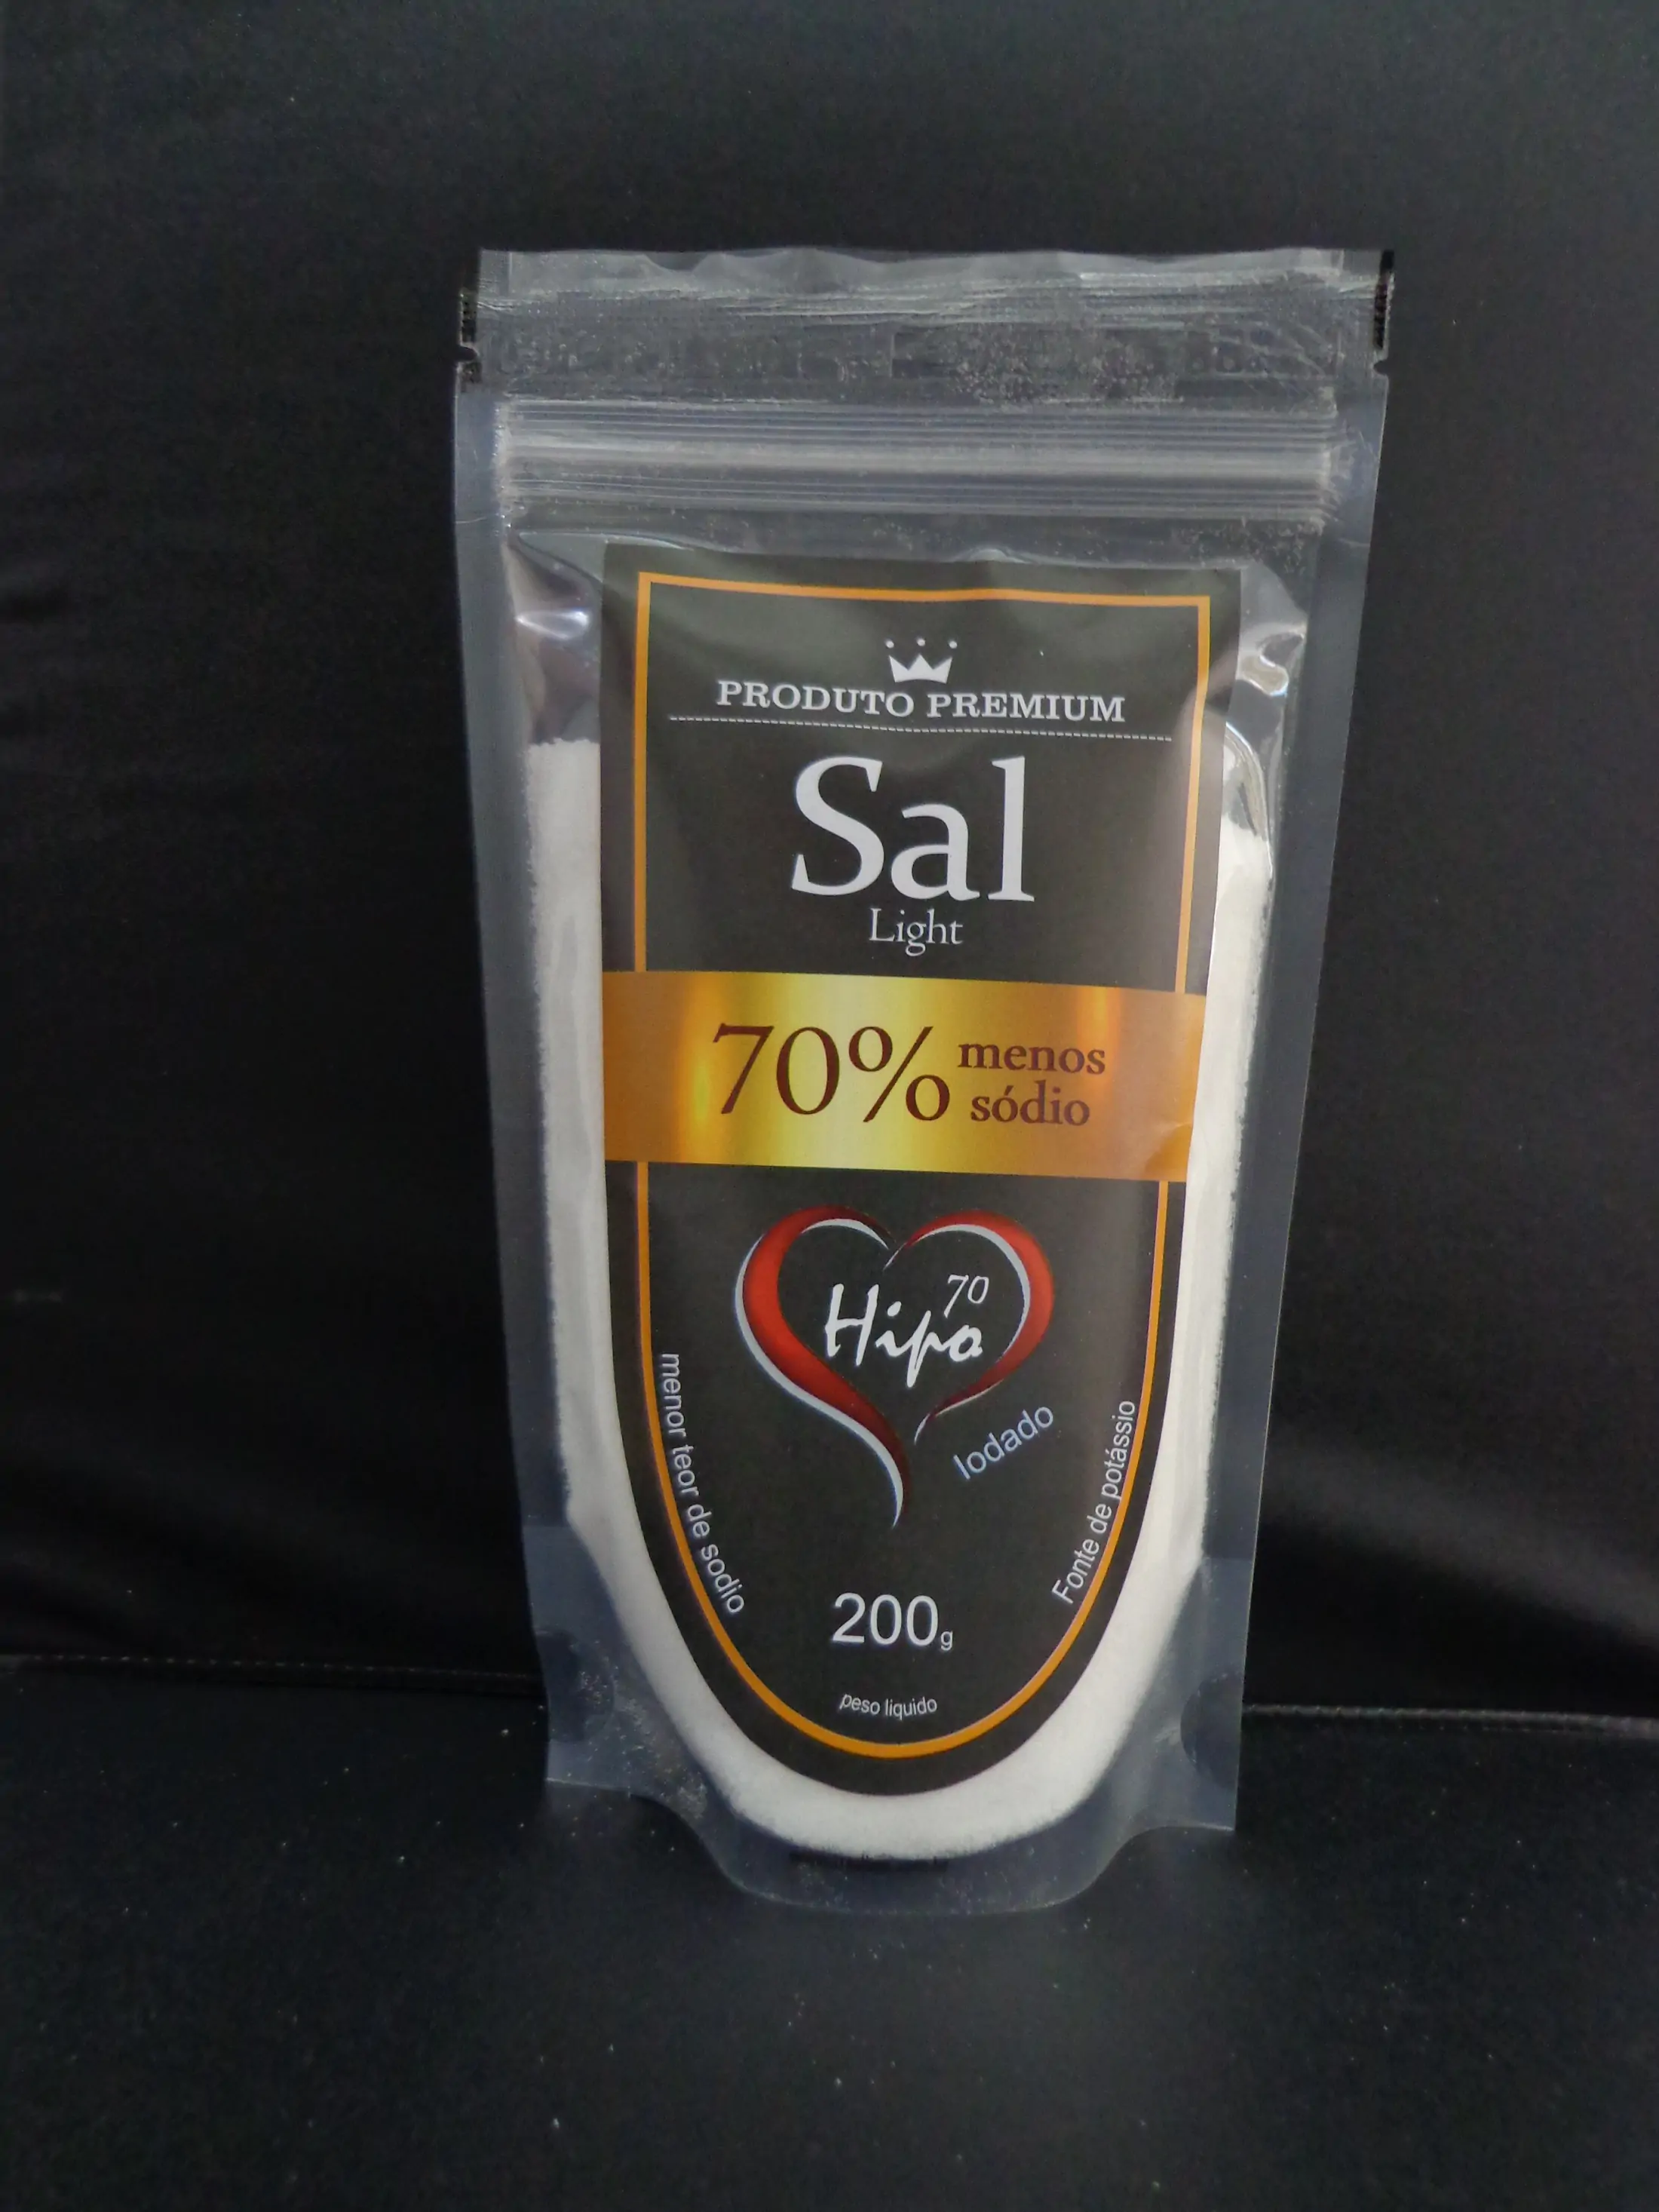 PRODUTO PREMIUM
Sal
Light
70% menos
sódio
Hipo 70
Iodado
menor teor de sodio
Fonte de potássio
200g
peso líquido